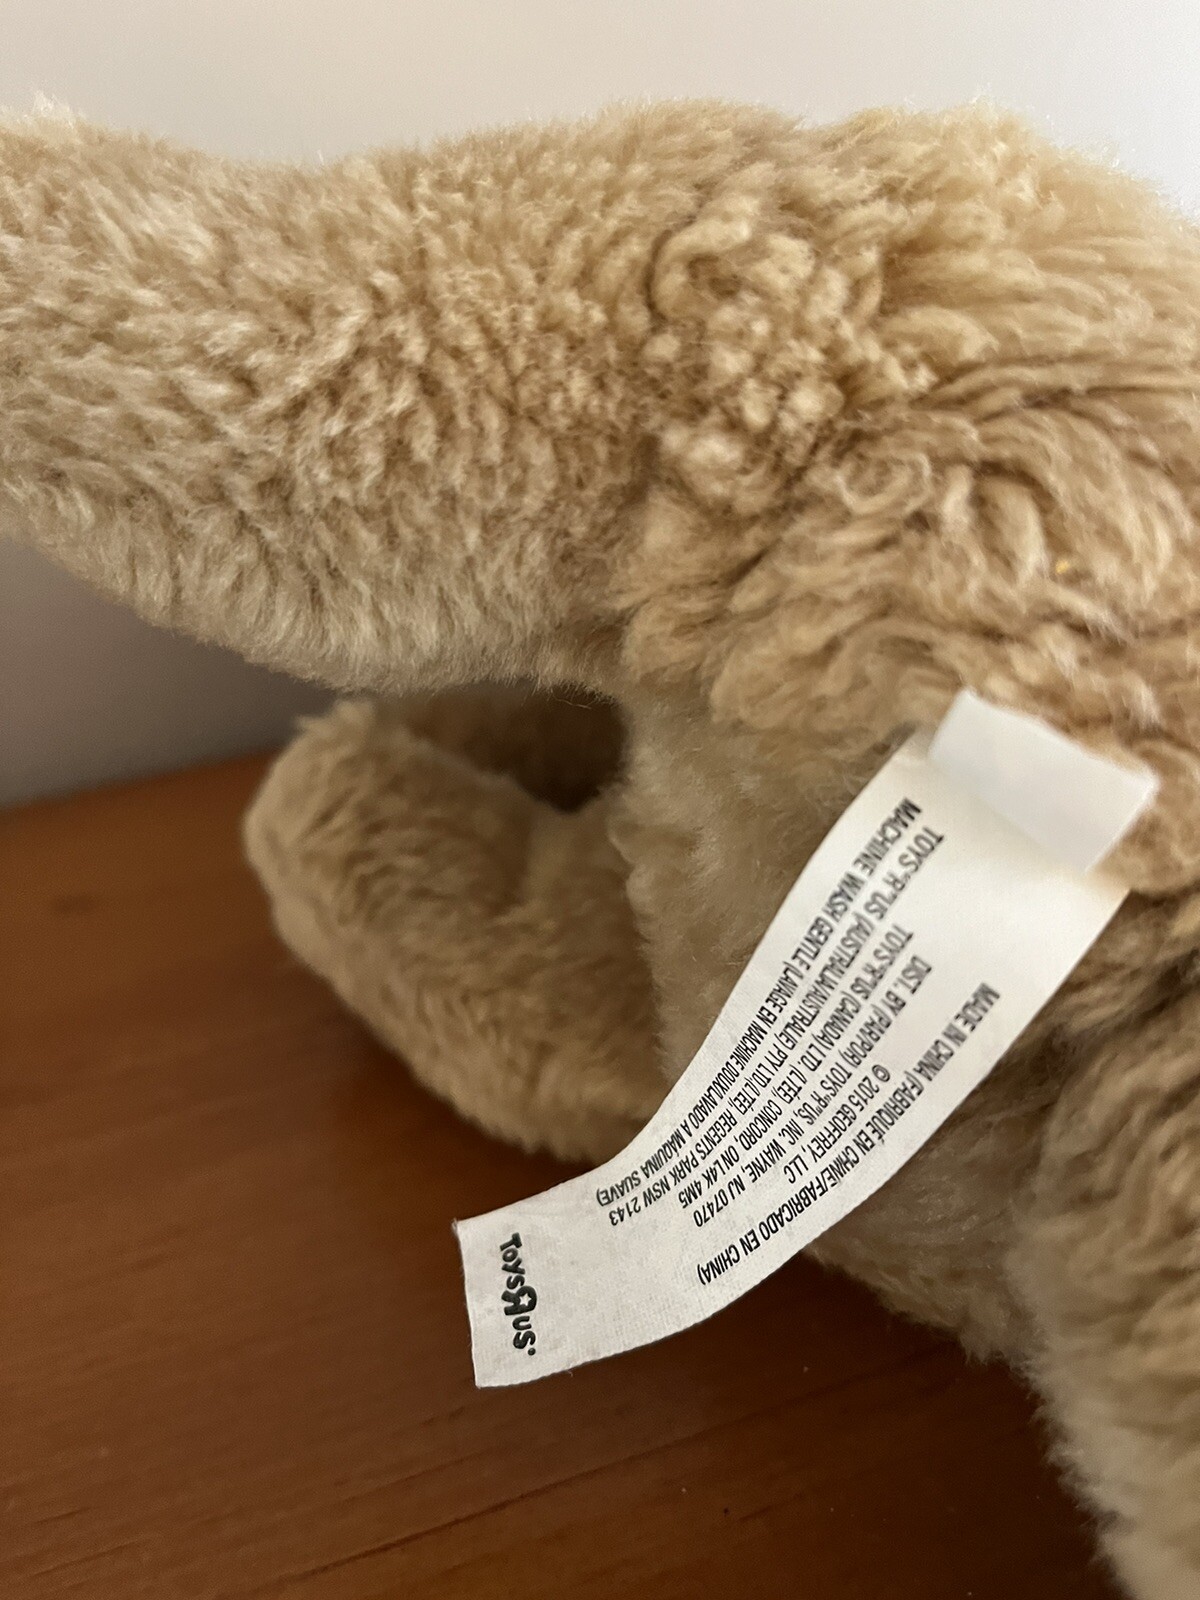 MADE IN CHINA (FABRIQUÉ EN CHINE/FABRICADO EN CHINA)
© 2015 GEOFFREY, LLC
DIST. BY (PAR/POR) TOYS"R"US, INC. WAYNE, NJ 07470
TOYS"R"US (CANADA) LTD. (LTÉE), CONCORD, ON L4K 4M5
TOYS"R"US (AUSTRALIA/AUSTRALIE) PTY LTD.(LTÉE), REGENTS PARK NSW 2143
MACHINE WASH GENTLE (LAVAGE EN MACHINE DOUX/LAVADO A MÁQUINA SUAVE)
TOYSRUS